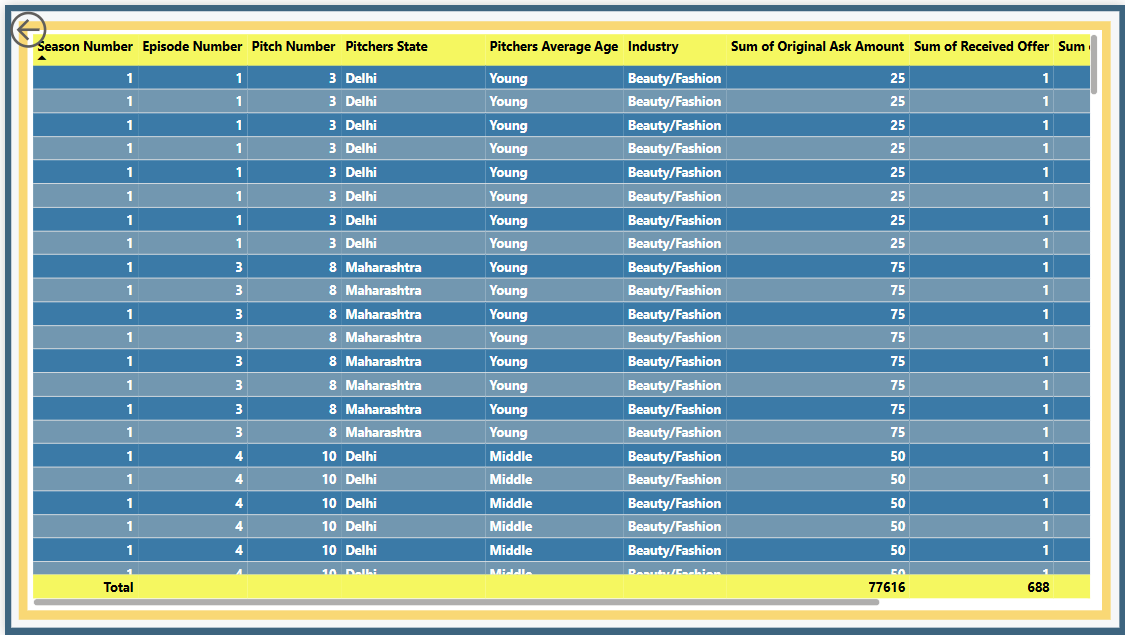 Season Number Episode Number Pitch Number Pitchers State Pitchers Average Age Industry Sum of Original Ask Amount Sum of Received Offer Sum
1 1 3 Delhi Young Beauty/Fashion 25 1
1 1 3 Delhi Young Beauty/Fashion 25 1
1 1 3 Delhi Young Beauty/Fashion 25 1
1 1 3 Delhi Young Beauty/Fashion 25 1
1 1 3 Delhi Young Beauty/Fashion 25 1
1 1 3 Delhi Young Beauty/Fashion 25 1
1 1 3 Delhi Young Beauty/Fashion 25 1
1 1 3 Delhi Young Beauty/Fashion 25 1
1 3 8 Maharashtra Young Beauty/Fashion 75 1
1 3 8 Maharashtra Young Beauty/Fashion 75 1
1 3 8 Maharashtra Young Beauty/Fashion 75 1
1 3 8 Maharashtra Young Beauty/Fashion 75 1
1 3 8 Maharashtra Young Beauty/Fashion 75 1
1 3 8 Maharashtra Young Beauty/Fashion 75 1
1 3 8 Maharashtra Young Beauty/Fashion 75 1
1 3 8 Maharashtra Young Beauty/Fashion 75 1
1 4 10 Delhi Middle Beauty/Fashion 50 1
1 4 10 Delhi Middle Beauty/Fashion 50 1
1 4 10 Delhi Middle Beauty/Fashion 50 1
1 4 10 Delhi Middle Beauty/Fashion 50 1
1 4 10 Delhi Middle Beauty/Fashion 50 1
1 4 10 Delhi Middle Beauty/Fashion 50 1
Total 77616 688